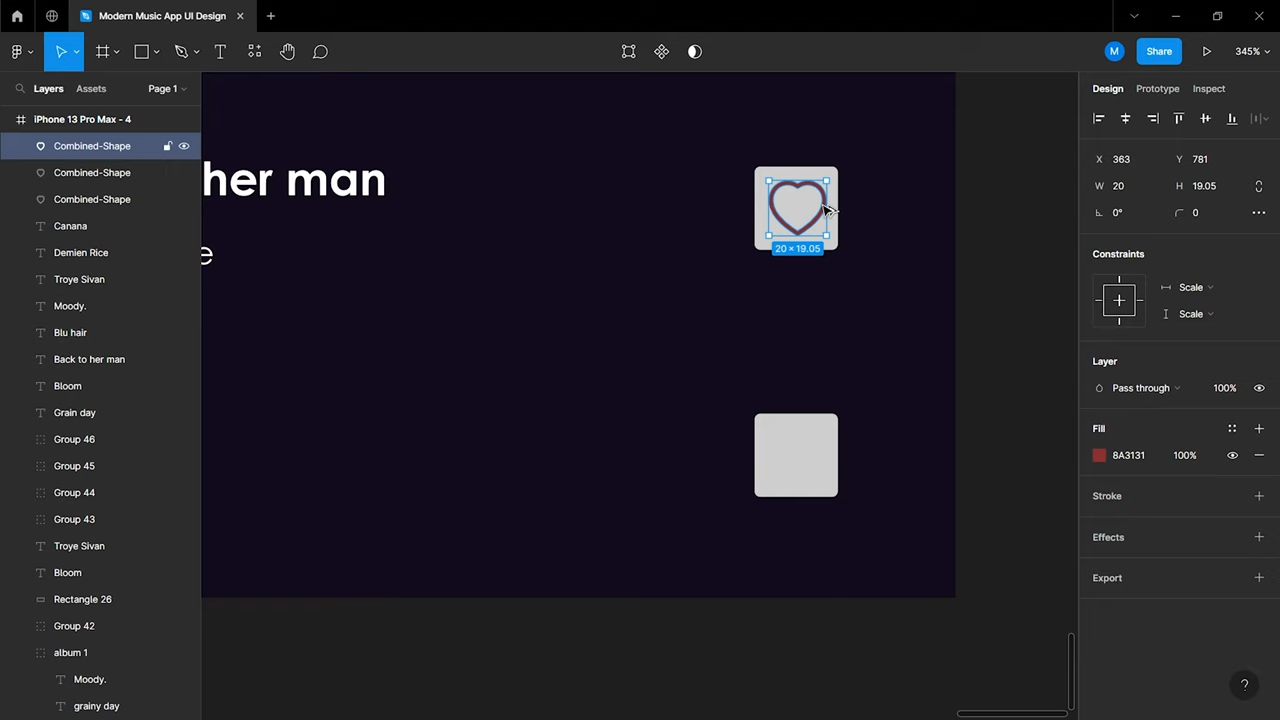 Modern Music App UI Design
M
Share
345%
Layers
Assets
Page 1
Design
Prototype
Inspect
iPhone 13 Pro Max - 4
Combined-Shape
Combined-Shape
Combined-Shape
Canana
Demien Rice
Troye Sivan
Moody.
Blu hair
Back to her man
Bloom
Grain day
Group 46
Group 45
Group 44
Group 43
Troye Sivan
Bloom
Rectangle 26
Group 42
album 1
Moody.
grainy day
her man
e
20 × 19.05
X 363 Y 781
W 20 H 19.05
0° 0
Constraints
Scale
Scale
Layer
Pass through 100%
Fill
8A3131 100%
Stroke
Effects
Export
?